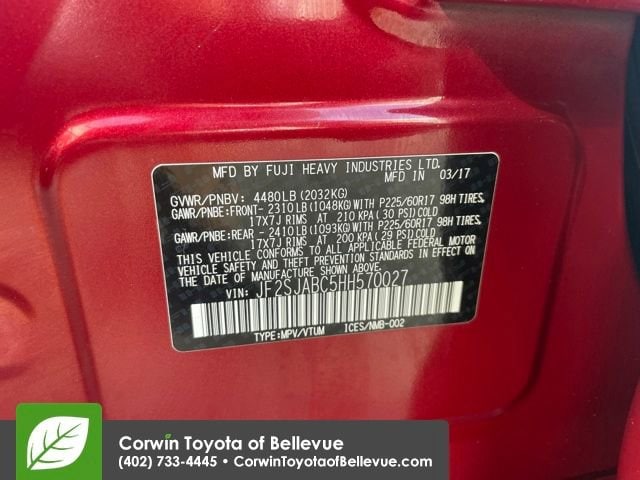 MFD BY FUJI HEAVY INDUSTRIES LTD.
MFD IN 03/17
GVWR/PNBV: 4480LB (2032KG)
GAWR/PNBE:FRONT- 2310LB (1048KG)WITH P225/60R17 98H TIRES,
17X7J RIMS AT 210 KPA (30 PSI)COLD
GAWR/PNBE:REAR - 2410LB (1093KG)WITH P225/60R17 98H TIRES,
17X7J RIMS AT 200 KPA (29 PSI)COLD
THIS VEHICLE CONFORMS TO ALL APPLICABLE FEDERAL MOTOR
VEHICLE SAFETY AND THEFT PREVENTION STANDARDS IN EFFECT ON
THE DATE OF MANUFACTURE SHOWN ABOVE.
VIN: JF2SJABC5HH570027
TYPE:MPV/VTUM ICES/NMB-002
Corwin Toyota of Bellevue
(402) 733-4445 • CorwinToyotaofBellevue.com